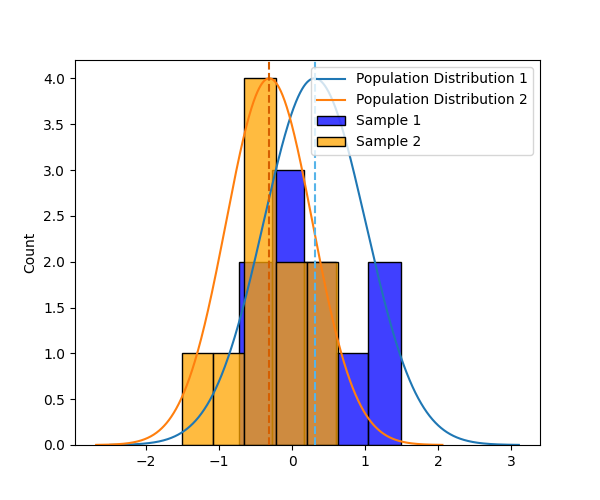 Population Distribution 1
Population Distribution 2
Sample 1
Sample 2
4.0
3.5
3.0
2.5
2.0
1.5
1.0
0.5
0.0
Count
−2 −1 0 1 2 3